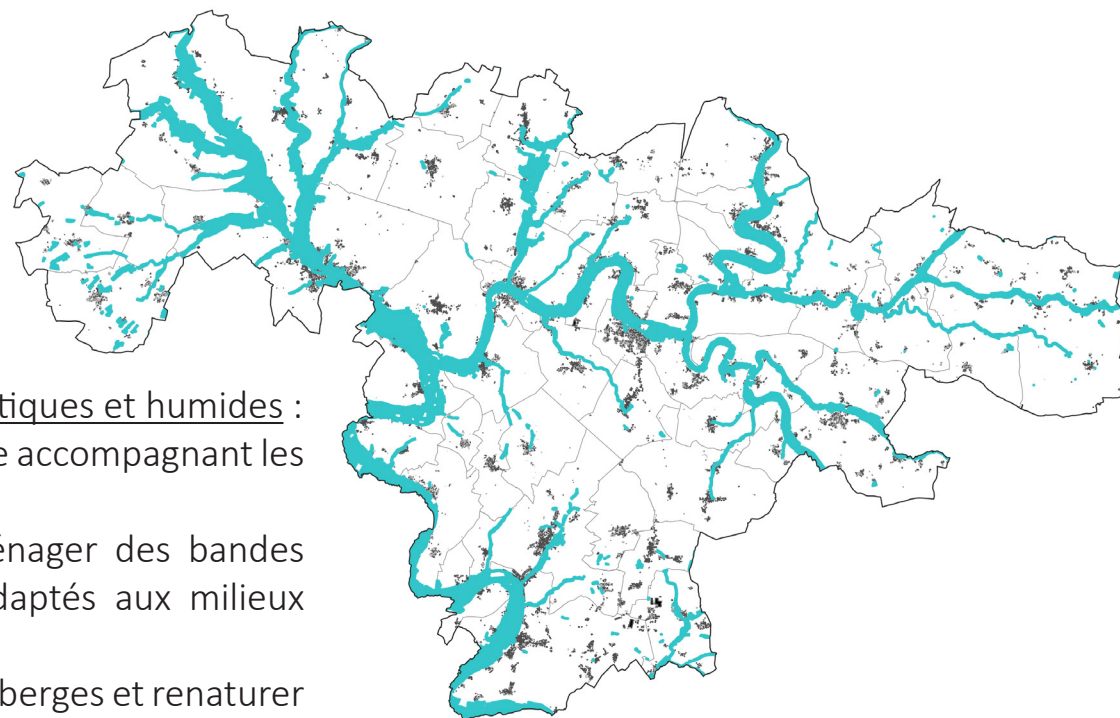 tiques et humides :
e accompagnant les
énager des bandes
daptés aux milieux
berges et renaturer